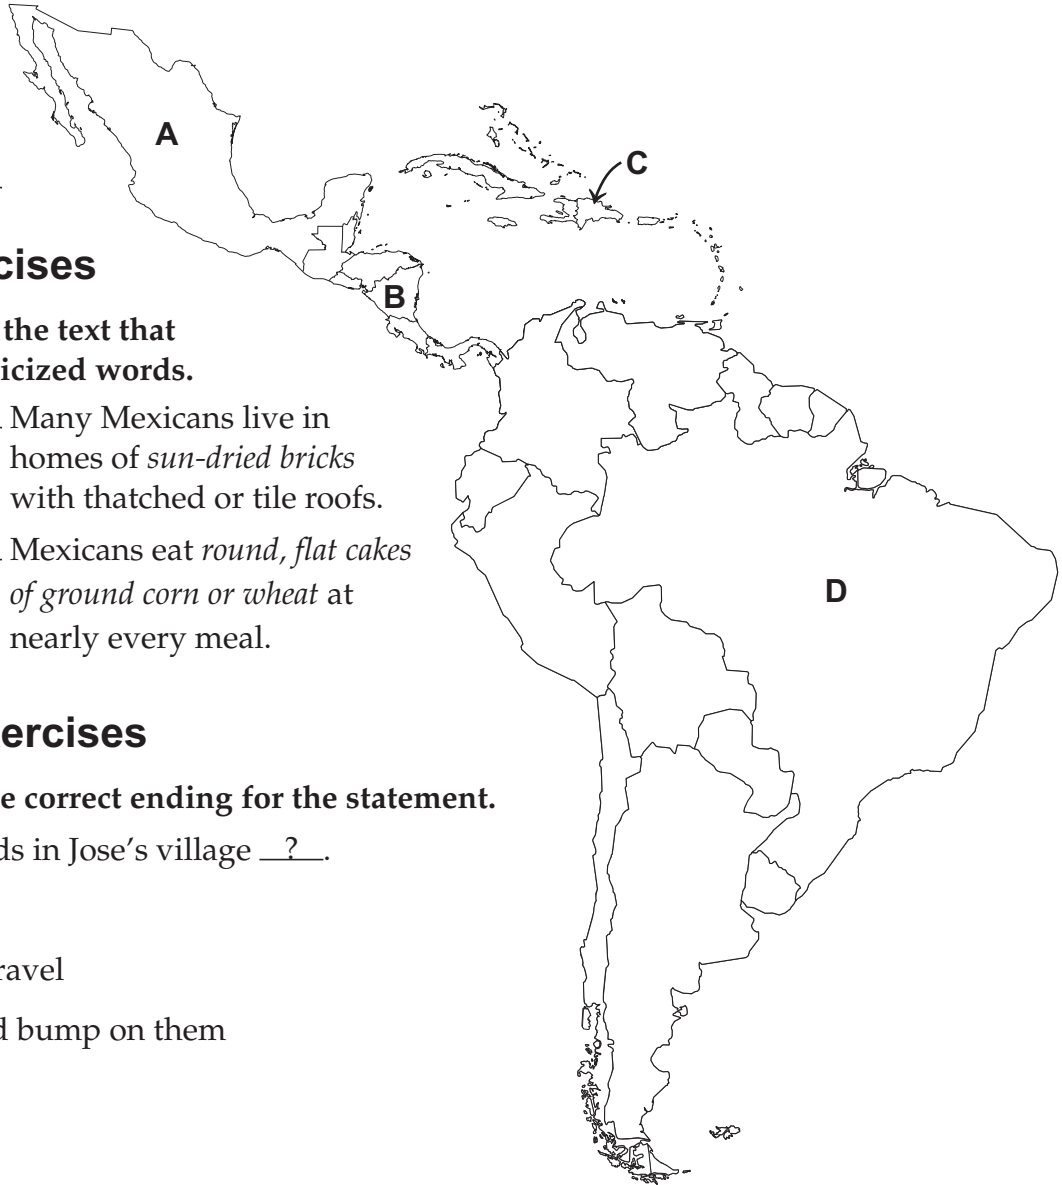 A
C
cises
B
the text that
icized words.
Many Mexicans live in
homes of sun-dried bricks
with thatched or tile roofs.
Mexicans eat round, flat cakes
of ground corn or wheat at
nearly every meal.
D
ercises
e correct ending for the statement.
ds in Jose’s village ?.
ravel
d bump on them